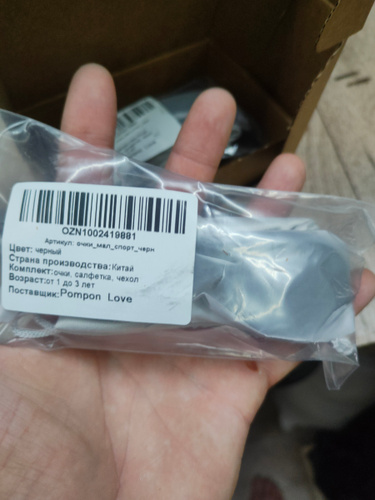 OZN1002419881
Артикул: очки_мал_спорт_черн
Цвет: черный
Страна производства:Китай
Комплект:очки, салфетка, чехол
Возраст:от 1 до 3 лет
Поставщик:Pompon Love